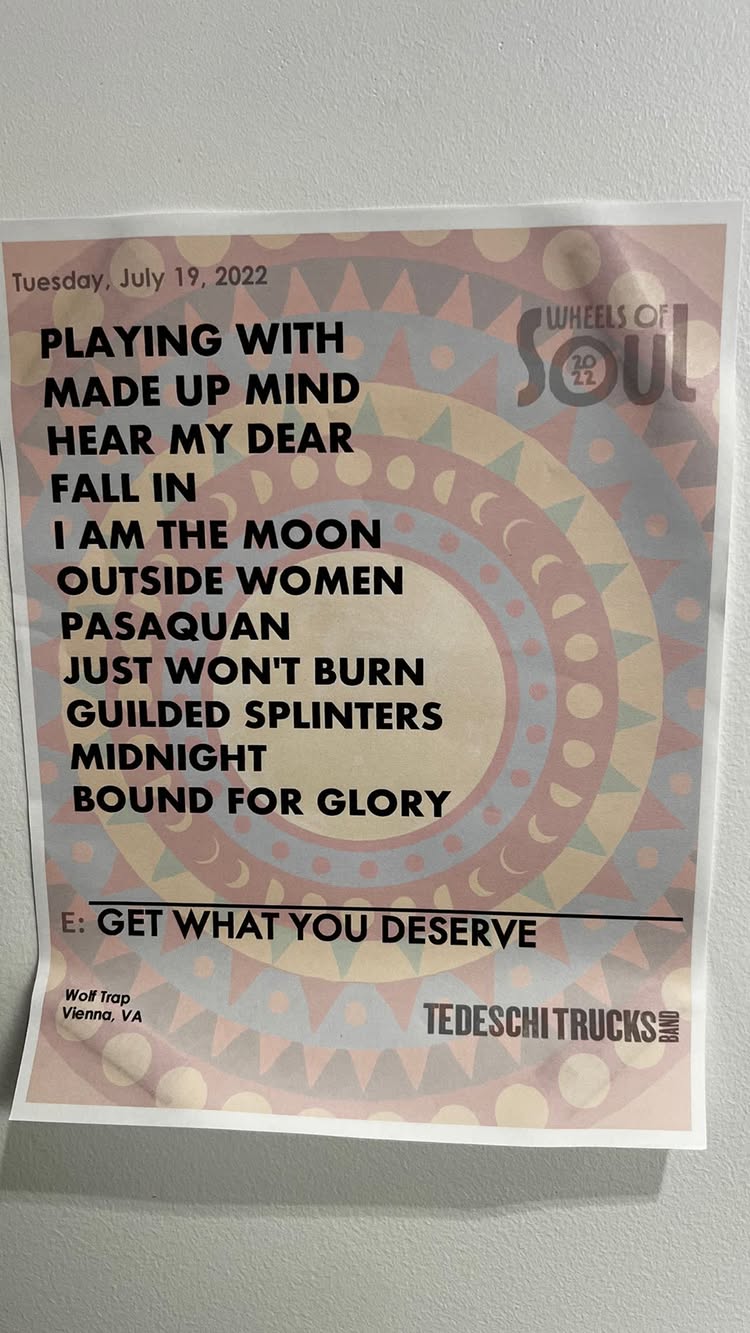 Tuesday, July 19, 2022
WHEELS OF
SOUL
20
22
PLAYING WITH
MADE UP MIND
HEAR MY DEAR
FALL IN
I AM THE MOON
OUTSIDE WOMEN
PASAQUAN
JUST WON'T BURN
GUILDED SPLINTERS
MIDNIGHT
BOUND FOR GLORY
E: GET WHAT YOU DESERVE
Wolf Trap
Vienna, VA
TEDESCHI TRUCKS BAND